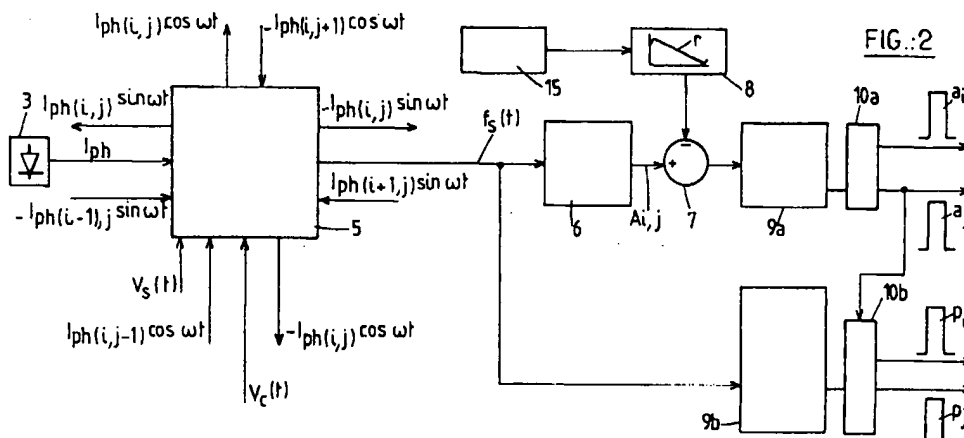 Iph(i,j)cos ωt
-Iph(i,j+1)cos ωt
FIG.:2
r
15
8
10a
3
Iph(i,j)sin ωt
-Iph(i,j)sin ωt
fs(t)
Iph
Iph(i+1,j)sin ωt
-Iph(i-1),j sin ωt
5
6
Ai,j
+
-
7
9a
Vs(t)
10b
Iph(i,j-1)cos ωt
-Iph(i,j)cos ωt
Vc(t)
9b